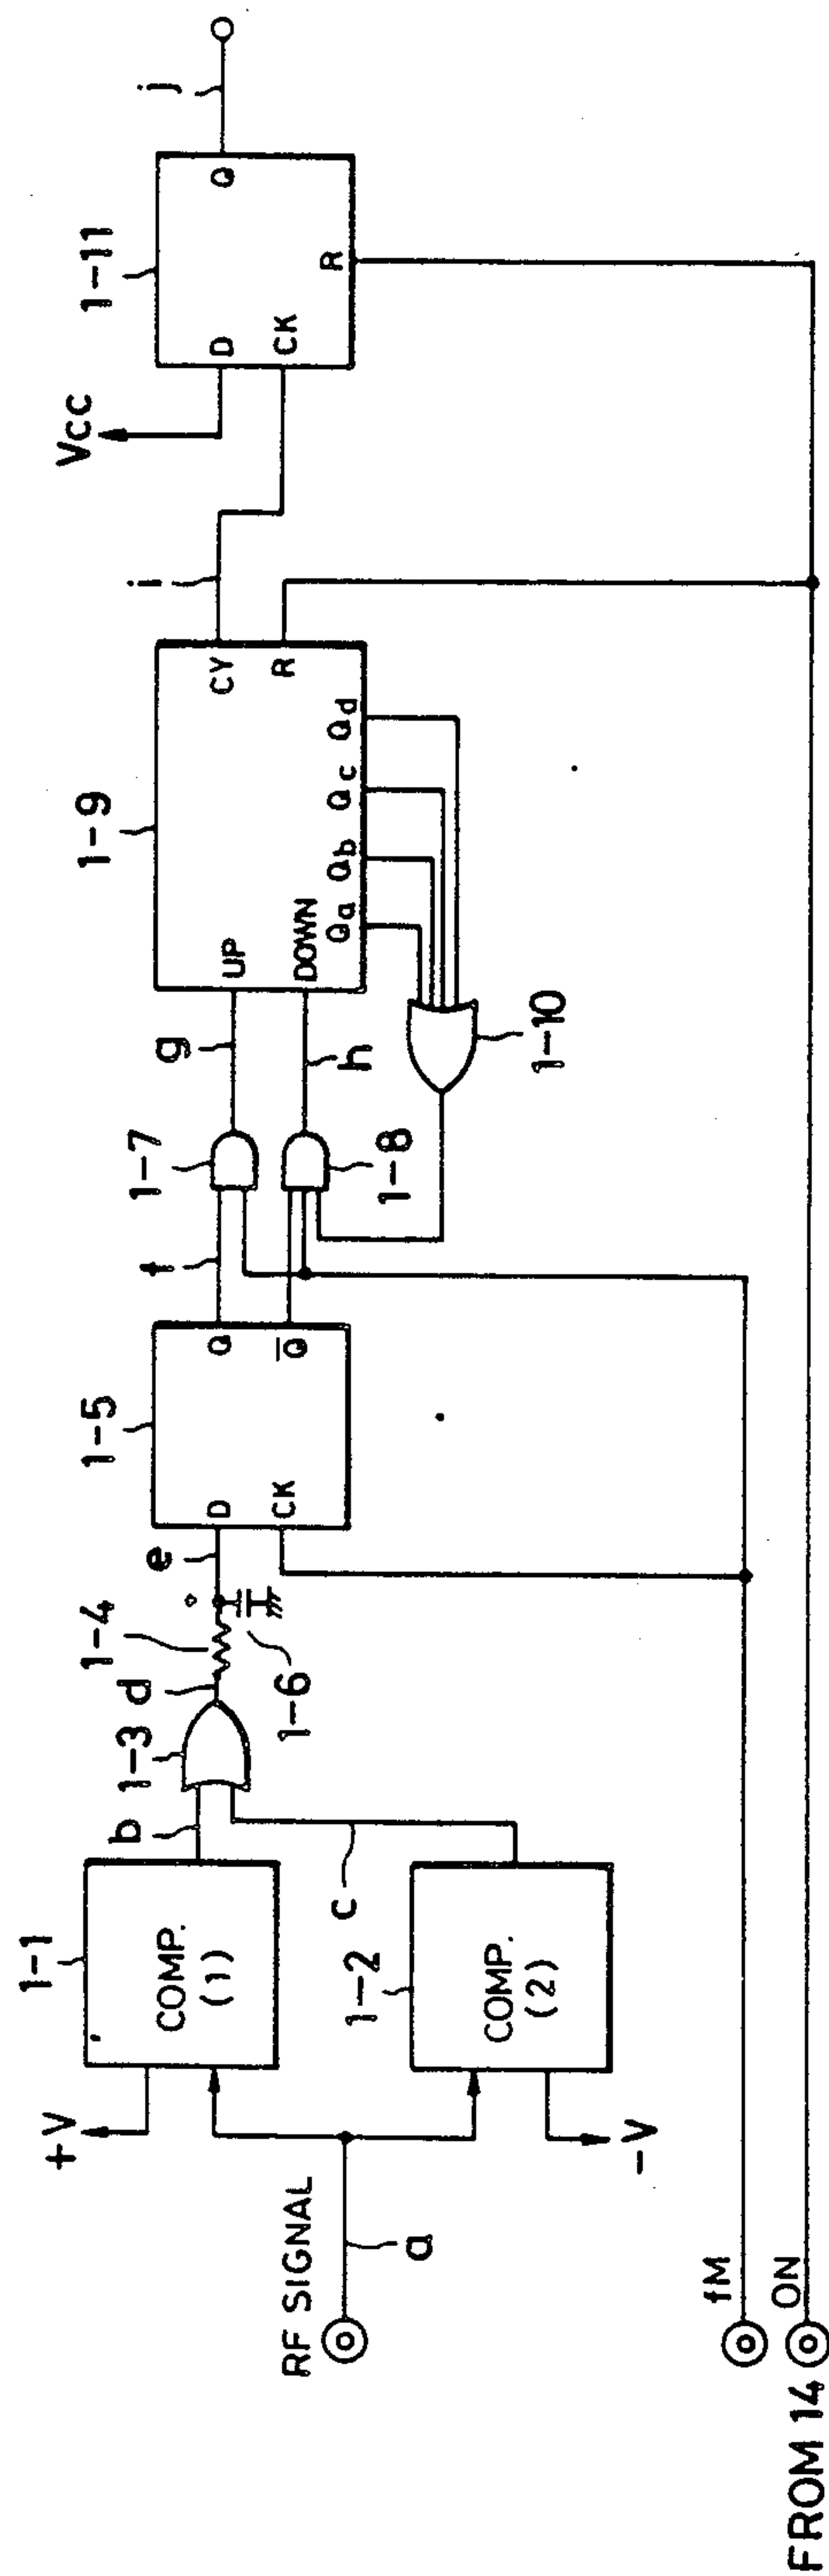 RF SIGNAL
a
+V
-V
1-1
COMP.
(1)
1-2
COMP.
(2)
b
c
1-3
d
1-4
1-6
e
1-5
D
CK
Q
Q̅
f
1-7
1-8
g
h
1-9
UP
DOWN
CY
R
Qa
Qb
Qc
Qd
1-10
i
Vcc
1-11
D
CK
Q
R
j
fM
ON
FROM 14